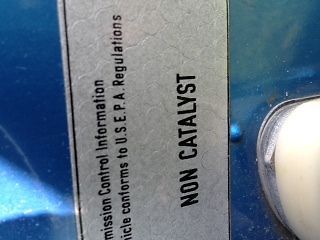 mission Control Information
icle conforms to U.S.E.P.A. Regulations
NON CATALYST